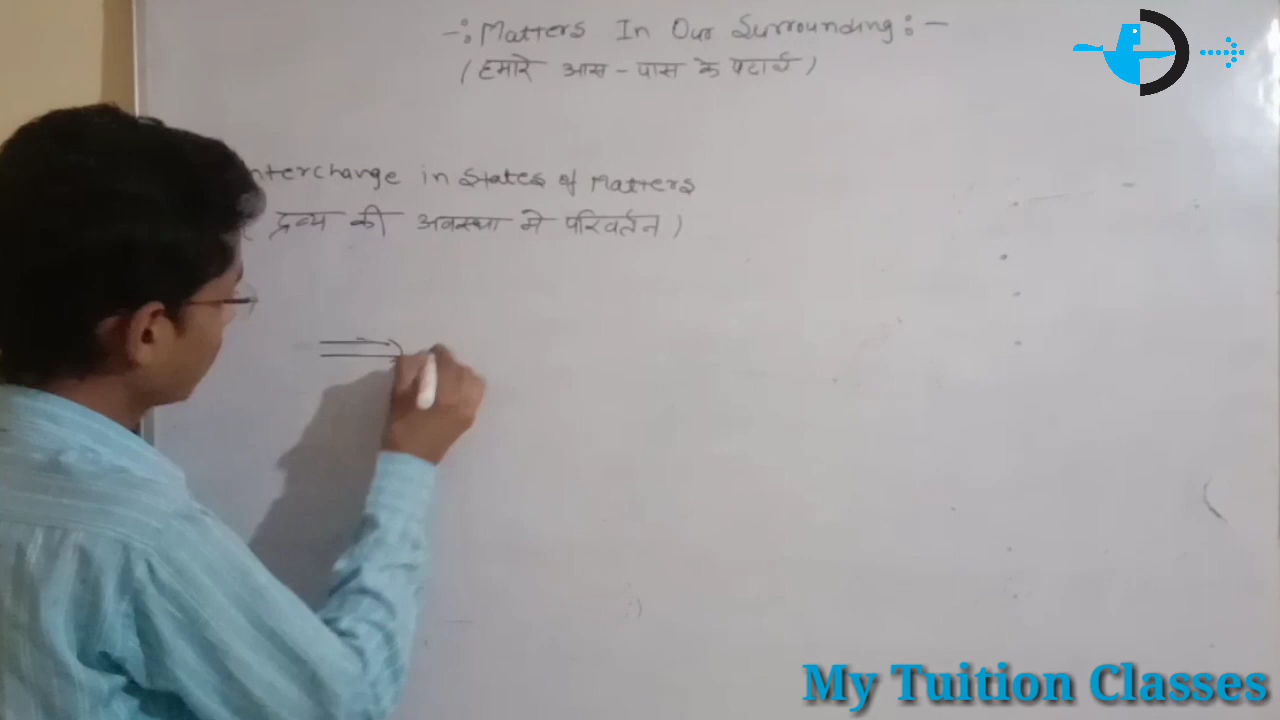 -: Matters In Our Surrounding :-
(हमारे आस-पास के पदार्थ)
nterchange in States of Matters
( द्रव्य की अवस्था मे परिवर्तन )
My Tuition Classes